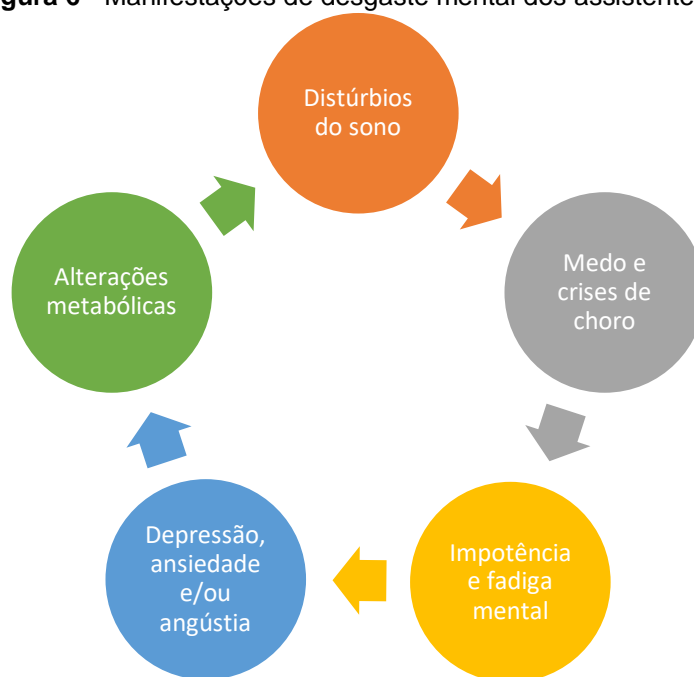 Manifestações de desgaste mental dos assistente
Distúrbios
do sono
Medo e
crises de
choro
Impotência
e fadiga
mental
Depressão,
ansiedade
e/ou
angústia
Alterações
metabólicas